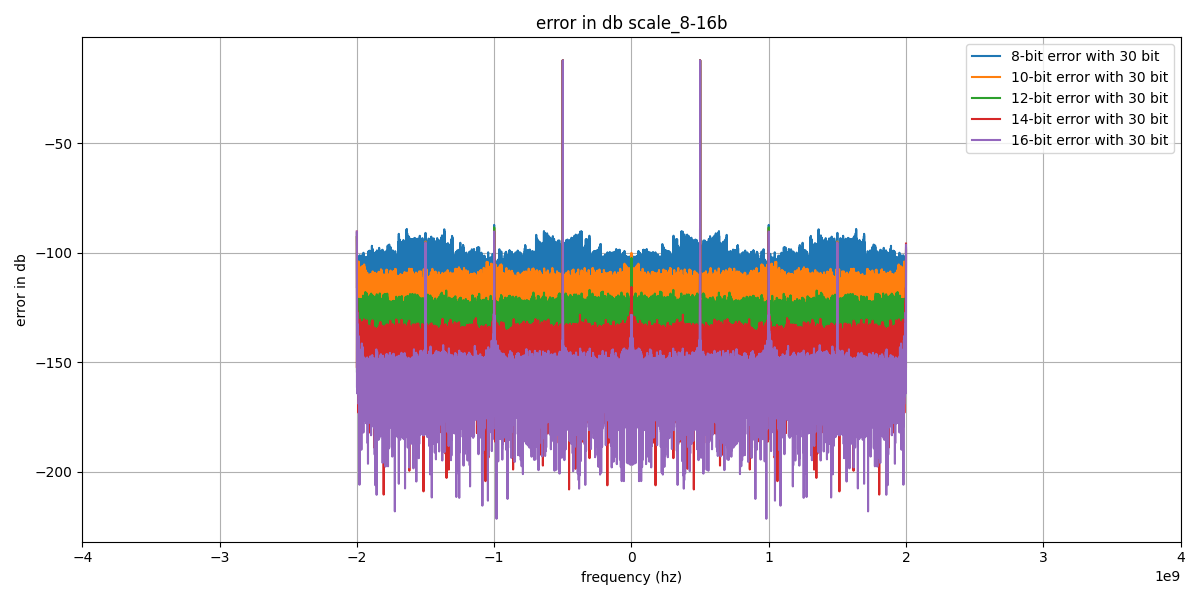 error in db scale_8-16b
8-bit error with 30 bit
10-bit error with 30 bit
12-bit error with 30 bit
14-bit error with 30 bit
16-bit error with 30 bit
error in db
−50
−100
−150
−200
−4 −3 −2 −1 0 1 2 3 4
1e9
frequency (hz)